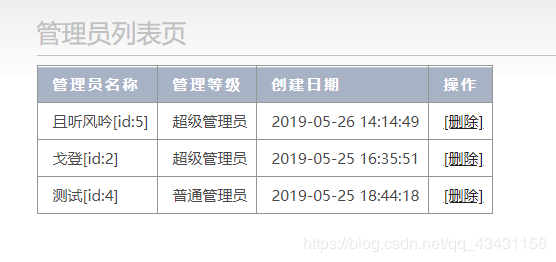 管理员列表页
管理员名称 管理等级 创建日期 操作
且听风吟[id:5] 超级管理员 2019-05-26 14:14:49 [删除]
戈登[id:2] 超级管理员 2019-05-25 16:35:51 [删除]
测试[id:4] 普通管理员 2019-05-25 18:44:18 [删除]
https://blog.csdn.net/qq_43431158